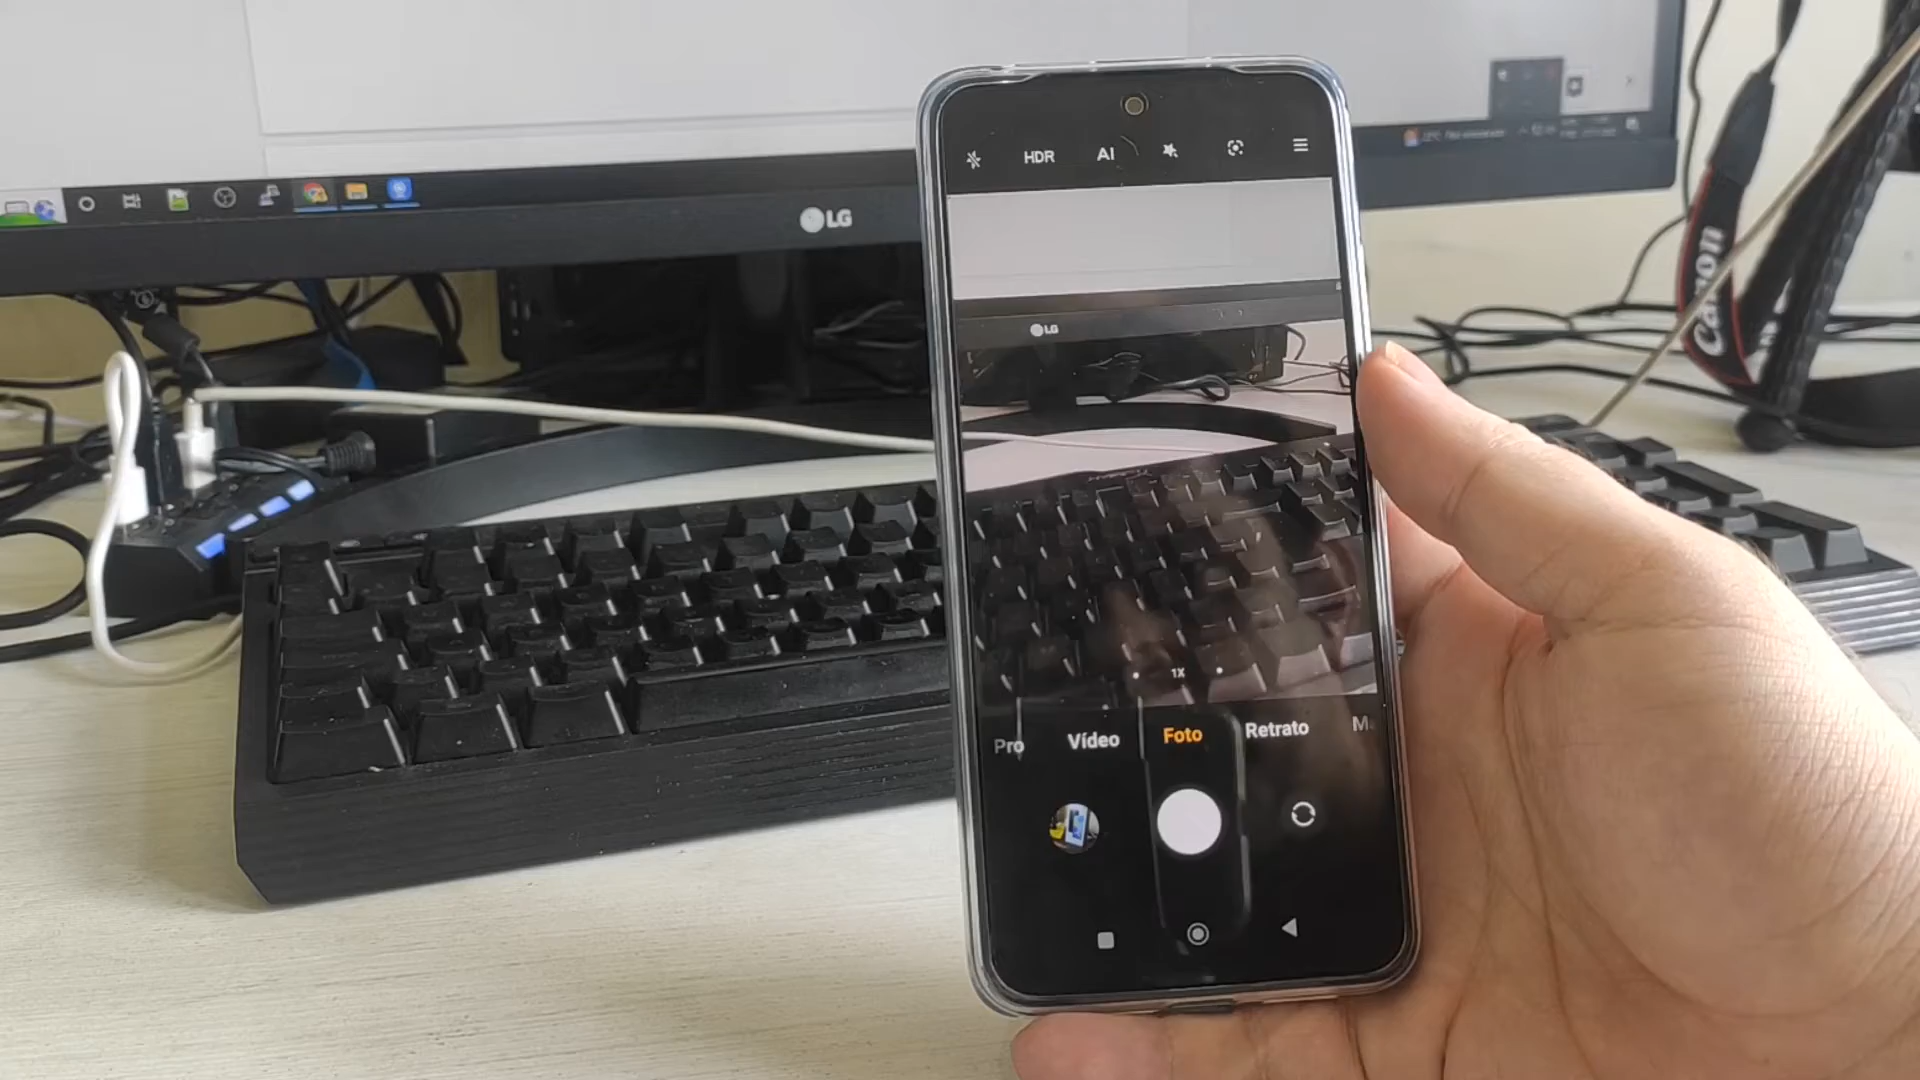 HDR
AI
LG
LG
Canon
1X
Pro
Vídeo
Foto
Retrato
M